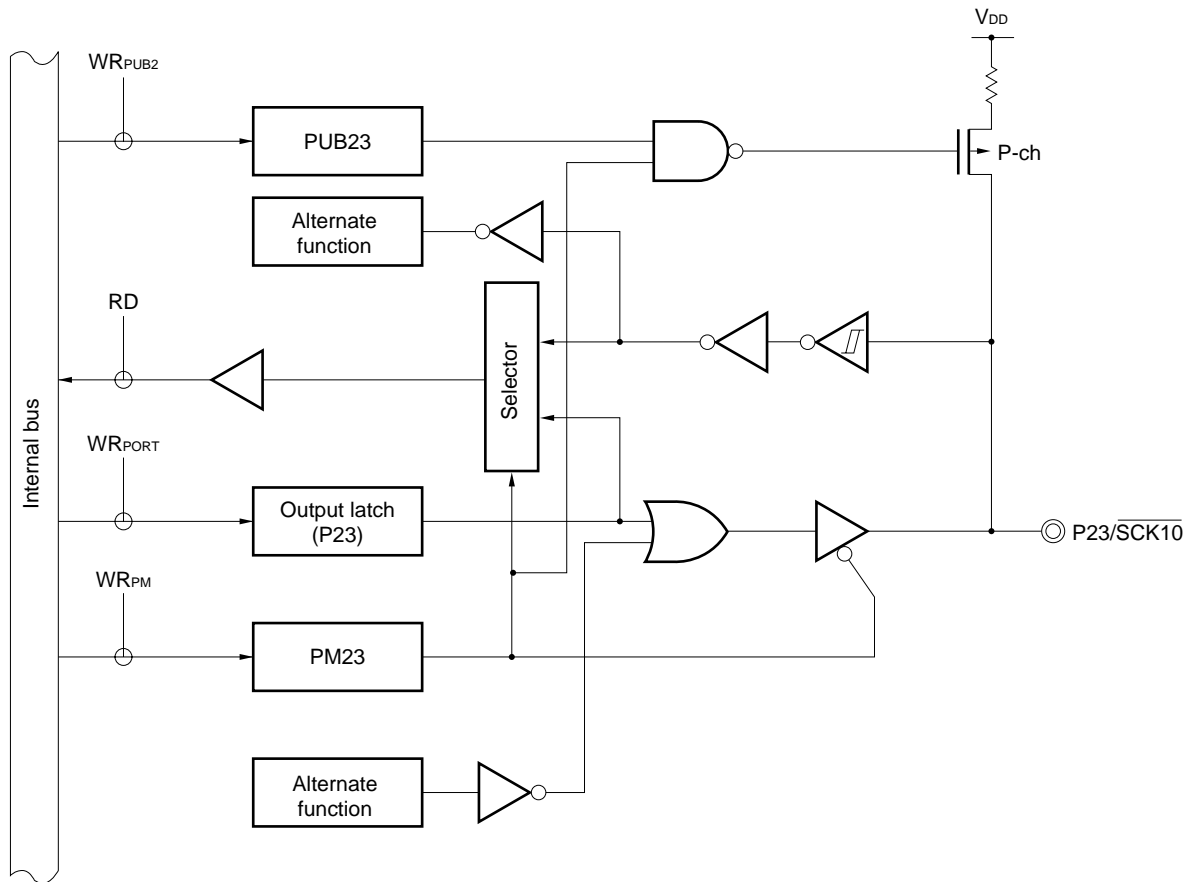 VDD
WRPUB2
PUB23
P-ch
Alternate
function
RD
Selector
Internal bus
WRPORT
Output latch
(P23)
P23/SCK10
WRPM
PM23
Alternate
function